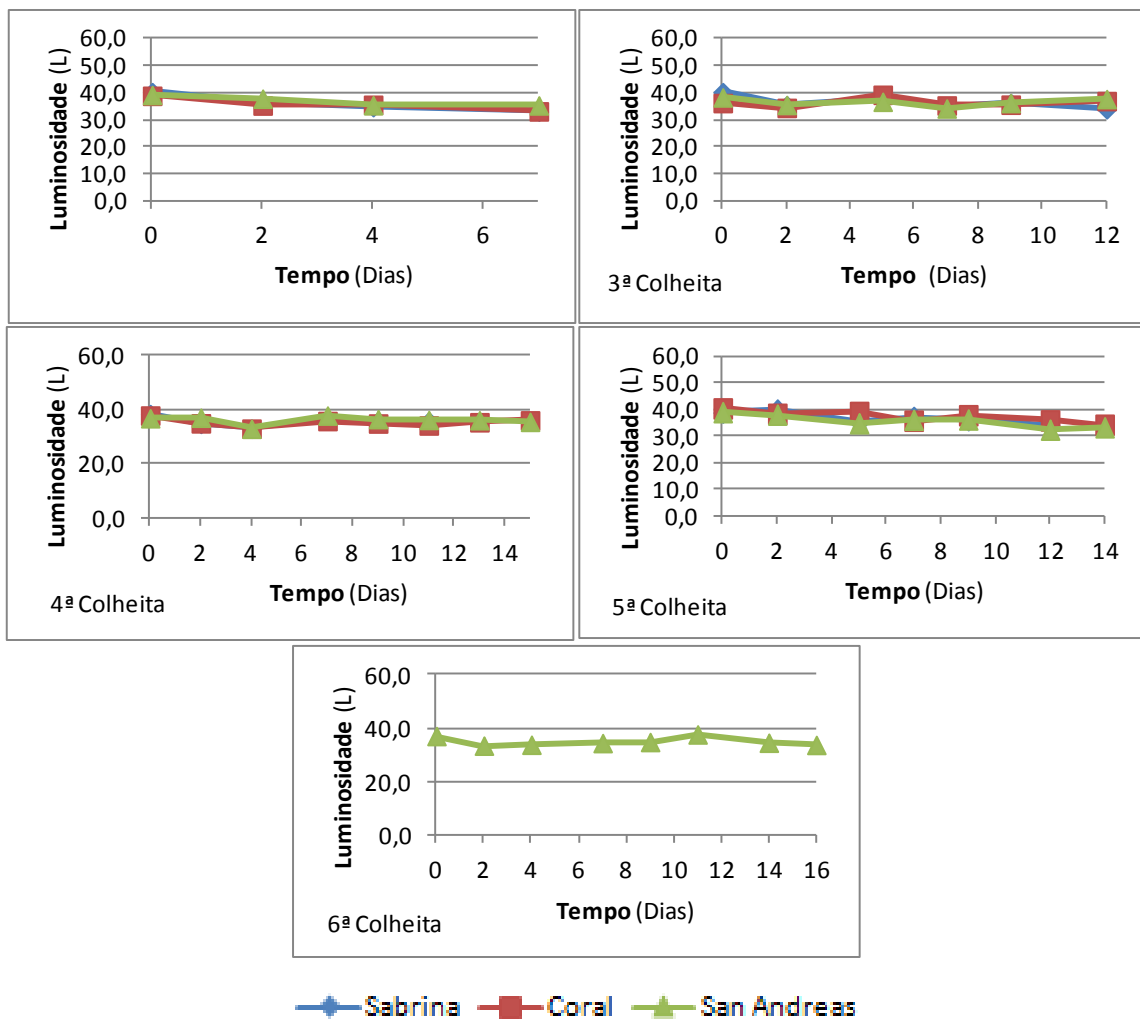 Luminosidade (L)
60,0
50,0
40,0
30,0
20,0
10,0
0,0
0 2 4 6
Tempo (Dias)
Luminosidade (L)
60,0
50,0
40,0
30,0
20,0
10,0
0,0
0 2 4 6 8 10 12
3ª Colheita Tempo (Dias)
Luminosidade (L)
60,0
40,0
20,0
0,0
0 2 4 6 8 10 12 14
4ª Colheita Tempo (Dias)
Luminosidade (L)
60,0
50,0
40,0
30,0
20,0
10,0
0,0
0 2 4 6 8 10 12 14
5ª Colheita Tempo (Dias)
Luminosidade (L)
60,0
40,0
20,0
0,0
0 2 4 6 8 10 12 14 16
6ª Colheita Tempo (Dias)
Sabrina Coral San Andreas